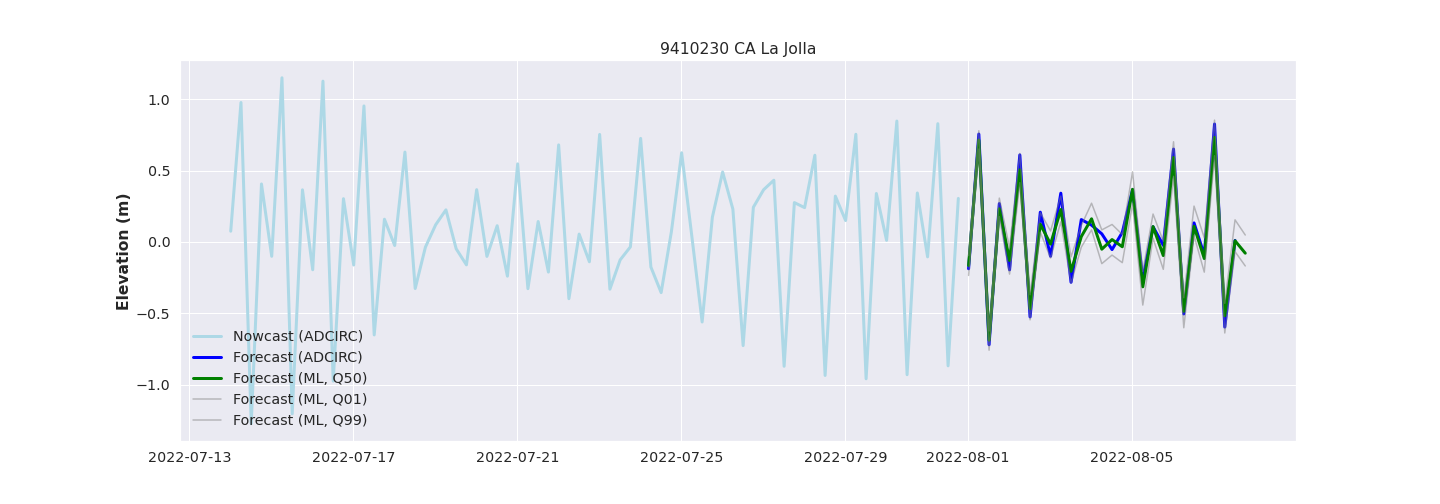 9410230 CA La Jolla
Elevation (m)
1.0
0.5
0.0
−0.5
−1.0
Nowcast (ADCIRC)
Forecast (ADCIRC)
Forecast (ML, Q50)
Forecast (ML, Q01)
Forecast (ML, Q99)
2022-07-13 2022-07-17 2022-07-21 2022-07-25 2022-07-29 2022-08-01 2022-08-05